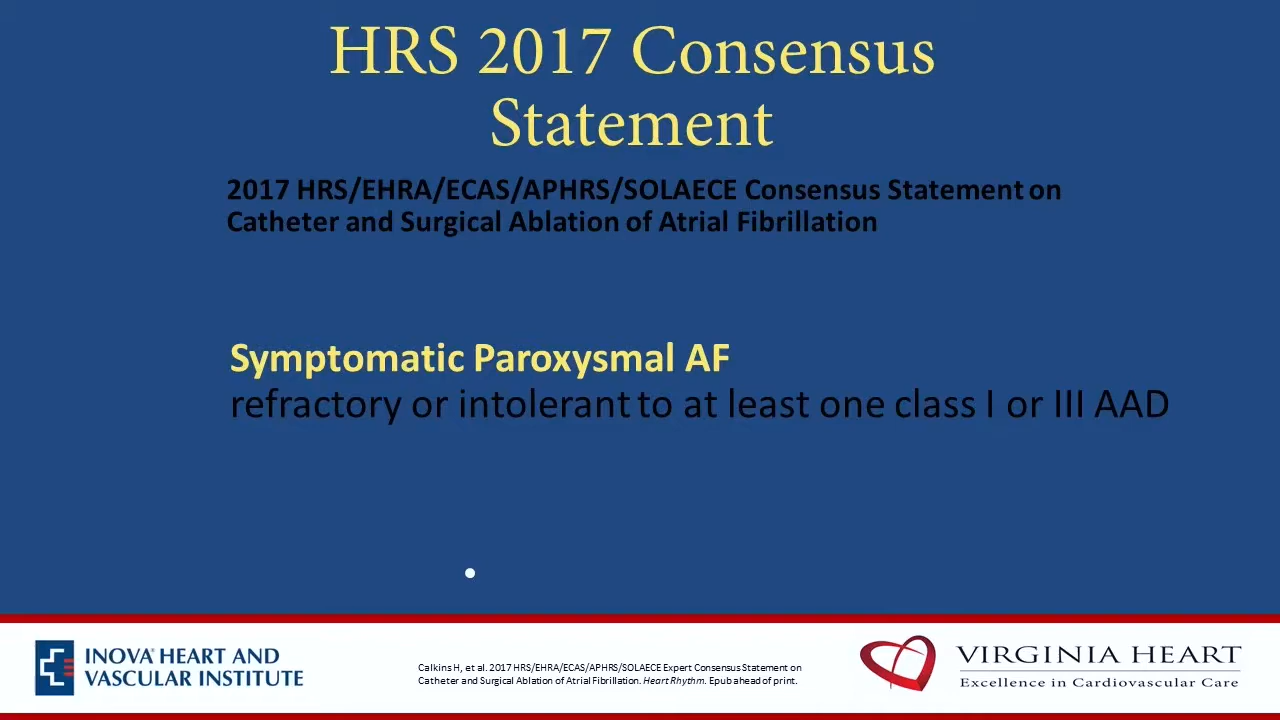 HRS 2017 Consensus
Statement
2017 HRS/EHRA/ECAS/APHRS/SOLAECE Consensus Statement on
Catheter and Surgical Ablation of Atrial Fibrillation
Symptomatic Paroxysmal AF
refractory or intolerant to at least one class I or III AAD
•
INOVA® HEART AND
VASCULAR INSTITUTE
Calkins H, et al. 2017 HRS/EHRA/ECAS/APHRS/SOLAECE Expert Consensus Statement on
Catheter and Surgical Ablation of Atrial Fibrillation. Heart Rhythm. Epub ahead of print.
VIRGINIA HEART
Excellence in Cardiovascular Care